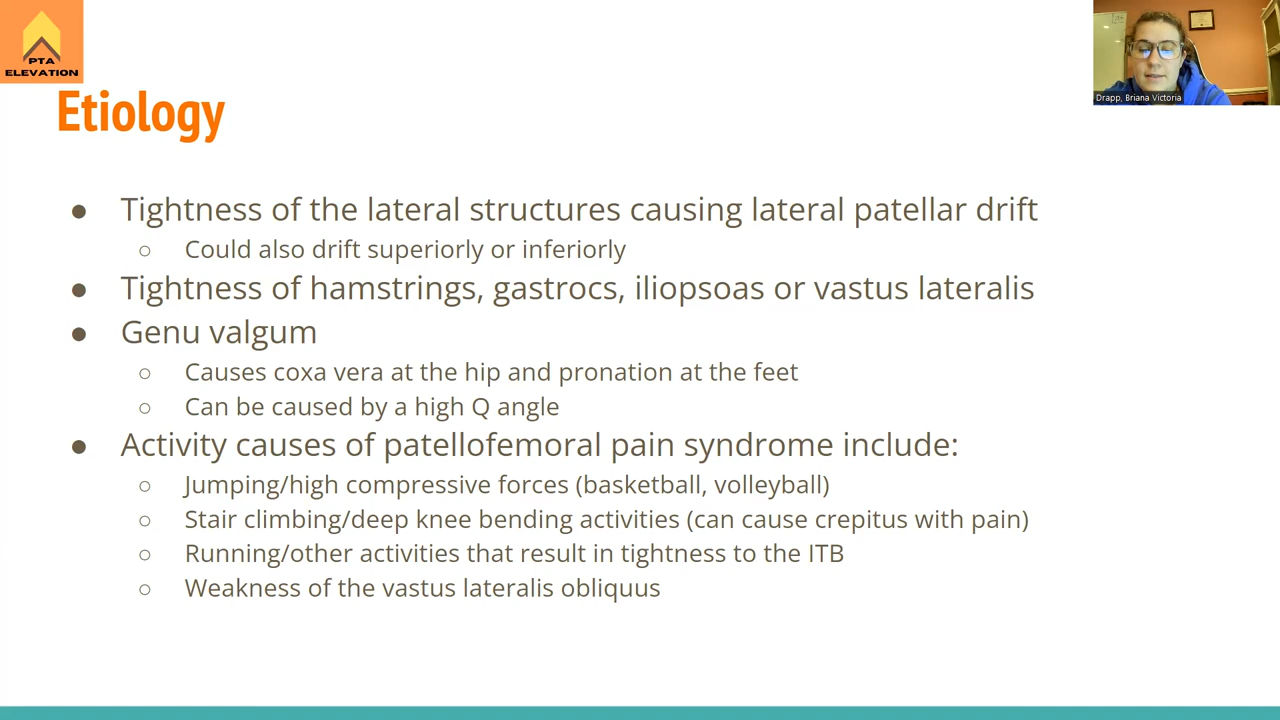 PTA
ELEVATION
Drapp, Briana Victoria
Etiology
● Tightness of the lateral structures causing lateral patellar drift
○ Could also drift superiorly or inferiorly
● Tightness of hamstrings, gastrocs, iliopsoas or vastus lateralis
● Genu valgum
○ Causes coxa vera at the hip and pronation at the feet
○ Can be caused by a high Q angle
● Activity causes of patellofemoral pain syndrome include:
○ Jumping/high compressive forces (basketball, volleyball)
○ Stair climbing/deep knee bending activities (can cause crepitus with pain)
○ Running/other activities that result in tightness to the ITB
○ Weakness of the vastus lateralis obliquus